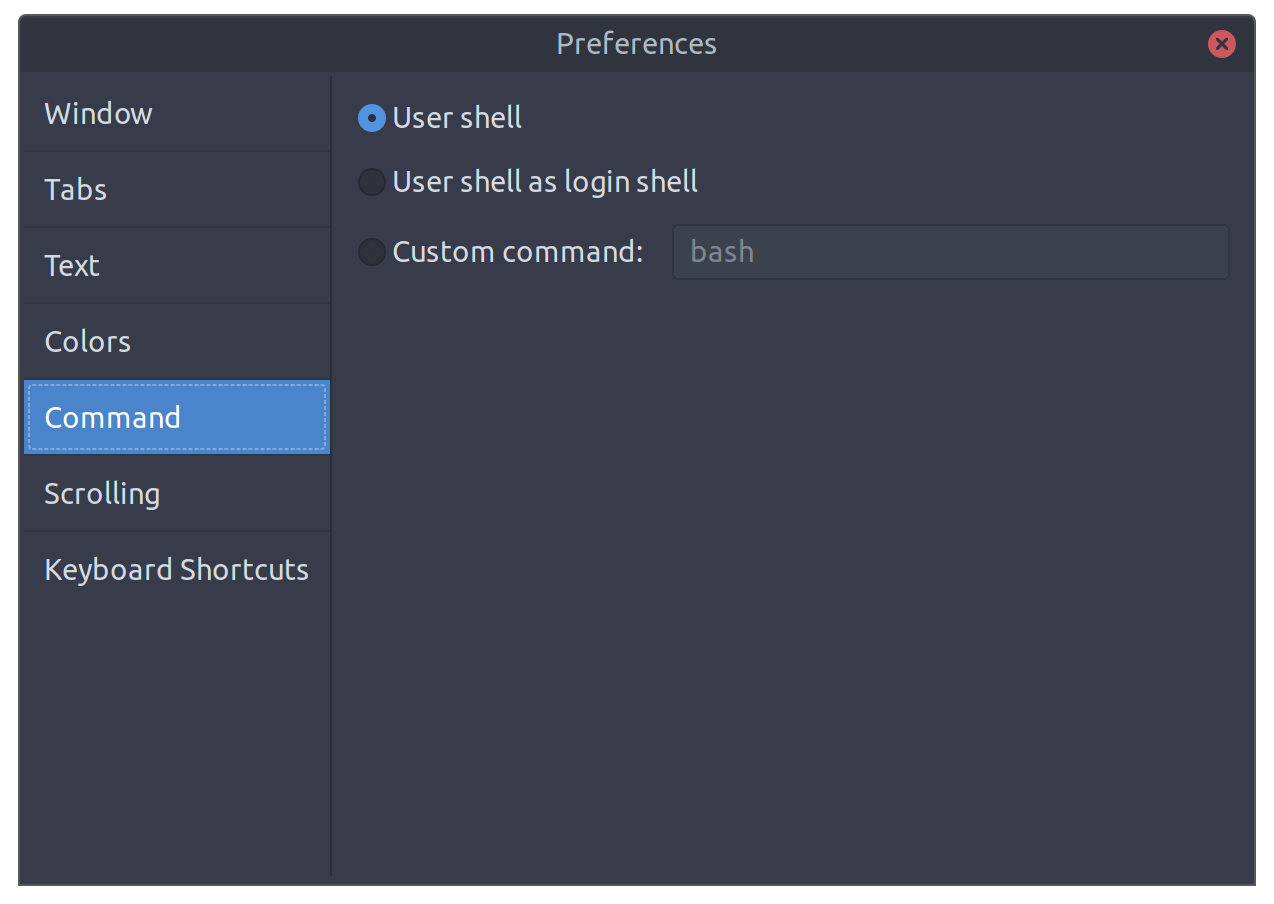 Preferences
Window
Tabs
Text
Colors
Command
Scrolling
Keyboard Shortcuts
User shell
User shell as login shell
Custom command: bash